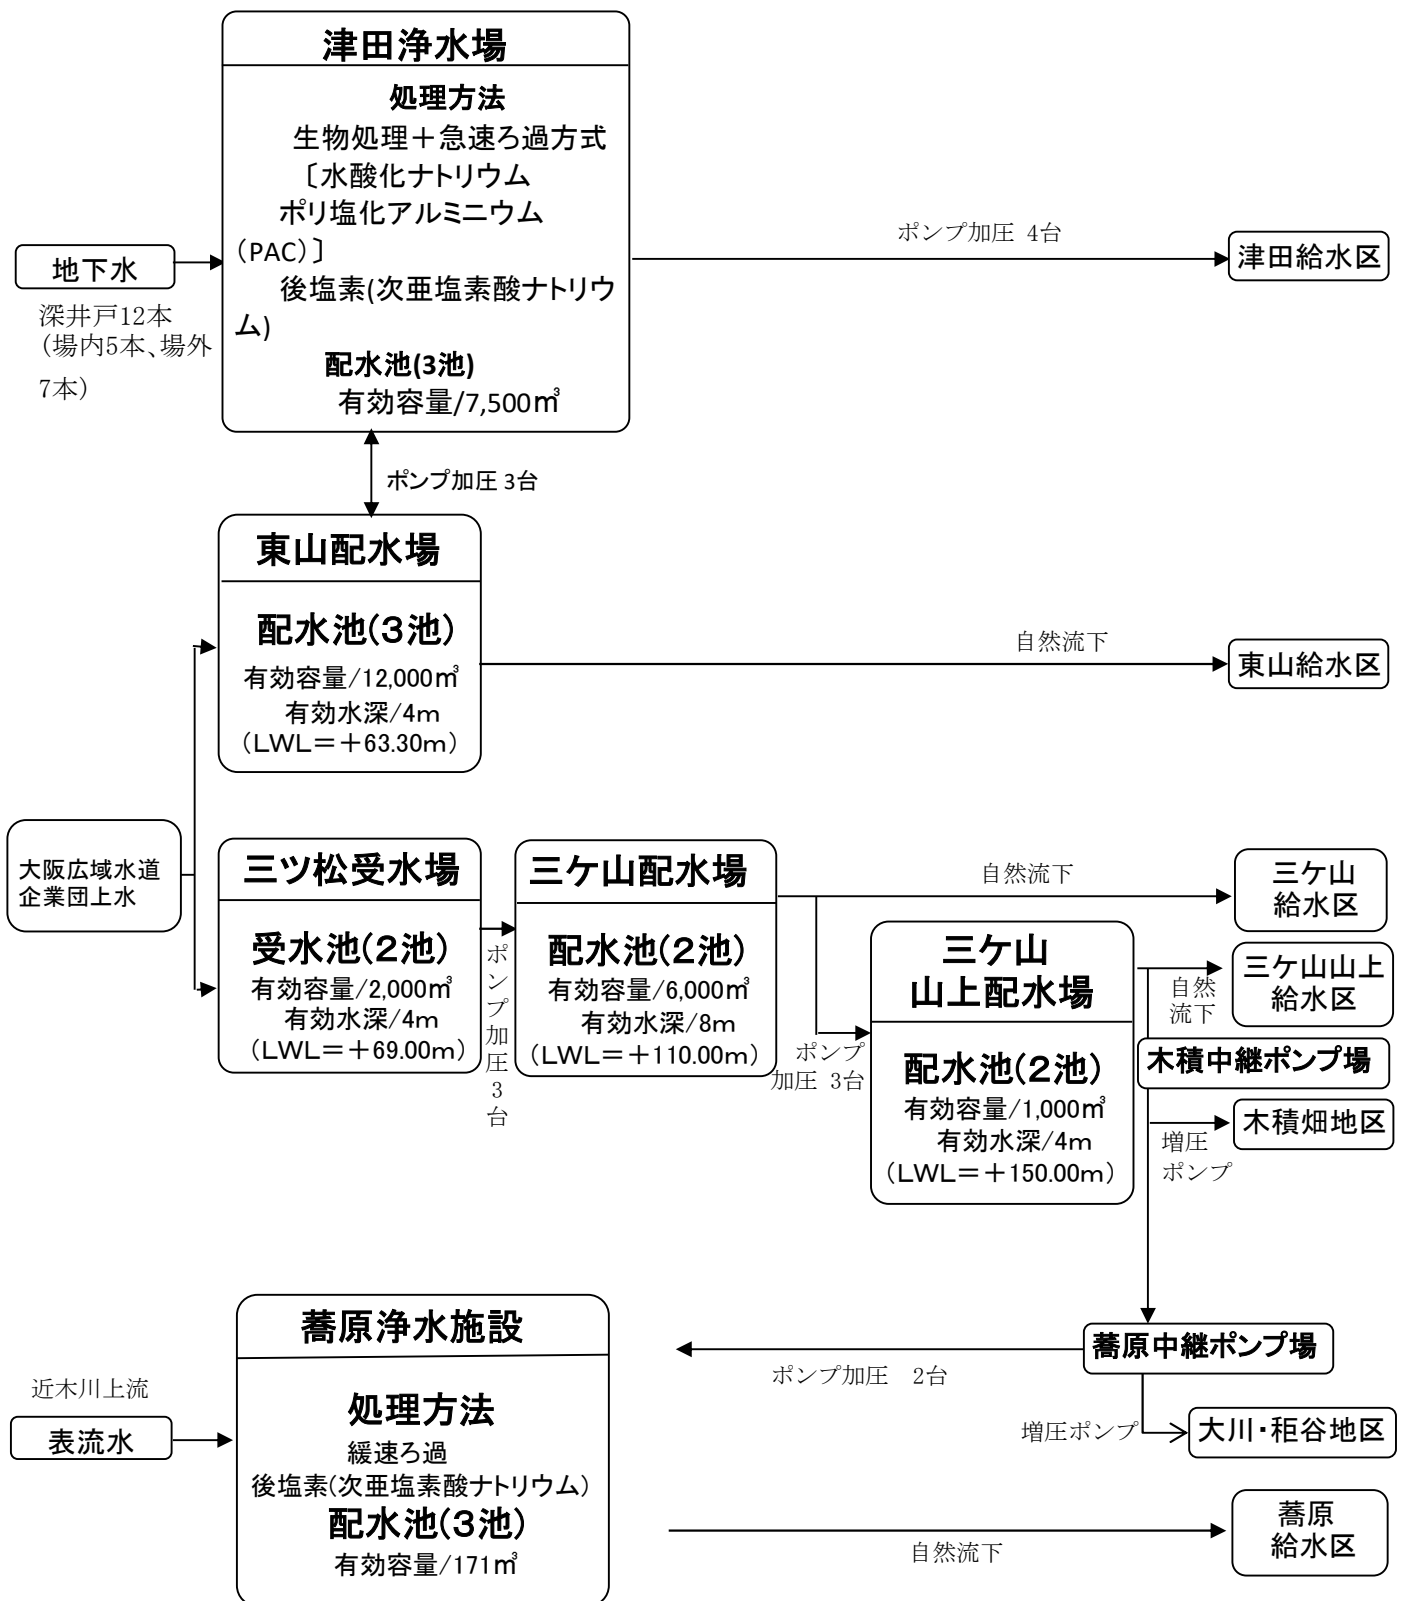 津田浄水場
処理方法
生物処理＋急速ろ過方式
〔水酸化ナトリウム
ポリ塩化アルミニウム
（PAC）〕
後塩素(次亜塩素酸ナトリウ
ム)
配水池(3池)
有効容量/7,500㎥
地下水
深井戸12本
（場内5本、場外
7本）
ポンプ加圧 4台
津田給水区
ポンプ加圧 3台
東山配水場
配水池(３池)
有効容量/12,000㎥
有効水深/4ｍ
（ＬＷＬ＝＋63.30ｍ）
自然流下
東山給水区
大阪広域水道
企業団上水
三ツ松受水場
受水池(２池)
有効容量/2,000㎥
有効水深/4ｍ
（ＬＷＬ＝＋69.00ｍ）
ポンプ加圧3台
三ケ山配水場
配水池(２池)
有効容量/6,000㎥
有効水深/8ｍ
（ＬＷＬ＝＋110.00ｍ）
自然流下
三ケ山
給水区
ポンプ
加圧 3台
三ケ山
山上配水場
配水池(２池)
有効容量/1,000㎥
有効水深/4ｍ
（ＬＷＬ＝＋150.00ｍ）
自然
流下
三ケ山山上
給水区
木積中継ポンプ場
増圧
ポンプ
木積畑地区
蕎原中継ポンプ場
ポンプ加圧　2台
増圧ポンプ
大川・秬谷地区
近木川上流
表流水
蕎原浄水施設
処理方法
緩速ろ過
後塩素(次亜塩素酸ナトリウム）
配水池(３池)
有効容量/171㎥
自然流下
蕎原
給水区